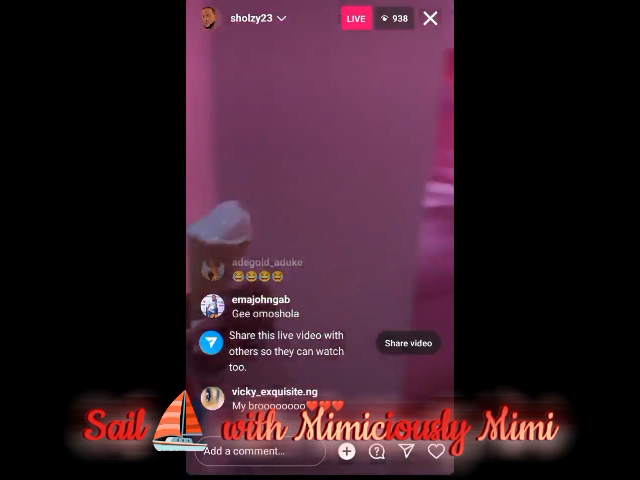 sholzy23
LIVE 938
adegold_aduke
😂😂😂😂
emajohngab
Gee omoshola
Share this live video with
others so they can watch
too.
Share video
vicky_exquisite.ng
My brooooooo❤️❤️❤️
Sail with Mimiciously Mimi
Add a comment...